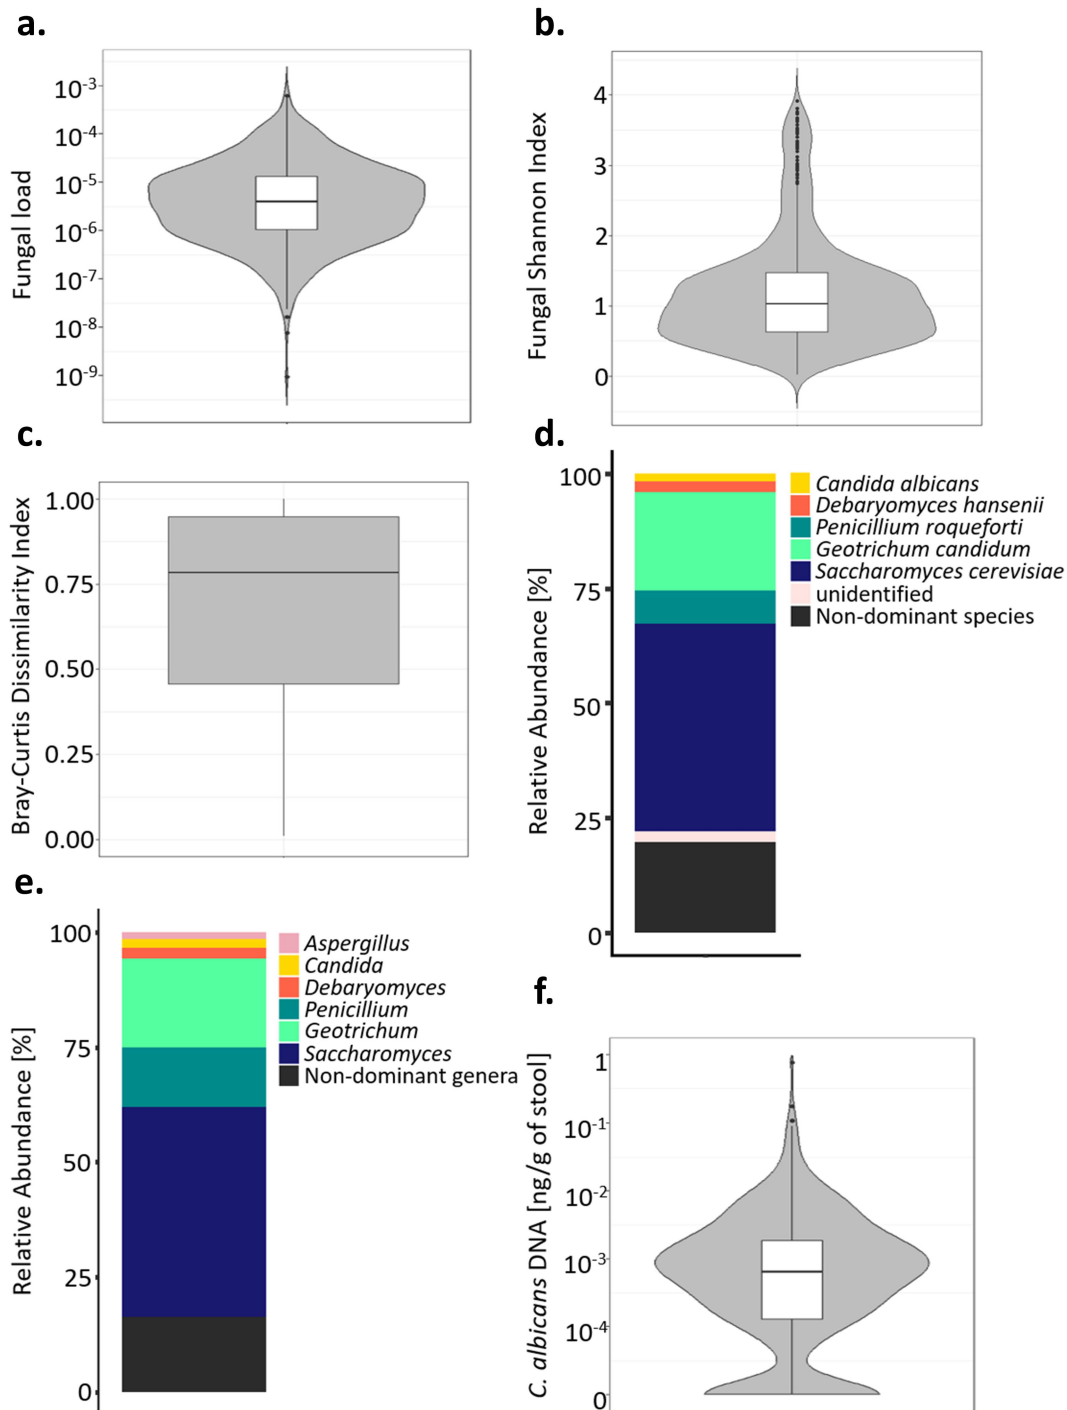 a.
Fungal load
10-3
10-4
10-5
10-6
10-7
10-8
10-9
b.
Fungal Shannon Index
4
3
2
1
0
c.
Bray-Curtis Dissimilarity Index
1.00
0.75
0.50
0.25
0.00
d.
Relative Abundance [%]
100
75
50
25
0
Candida albicans
Debaryomyces hansenii
Penicillium roqueforti
Geotrichum candidum
Saccharomyces cerevisiae
unidentified
Non-dominant species
e.
Relative Abundance [%]
100
75
50
25
0
Aspergillus
Candida
Debaryomyces
Penicillium
Geotrichum
Saccharomyces
Non-dominant genera
f.
C. albicans DNA [ng/g of stool]
1
10-1
10-2
10-3
10-4
0